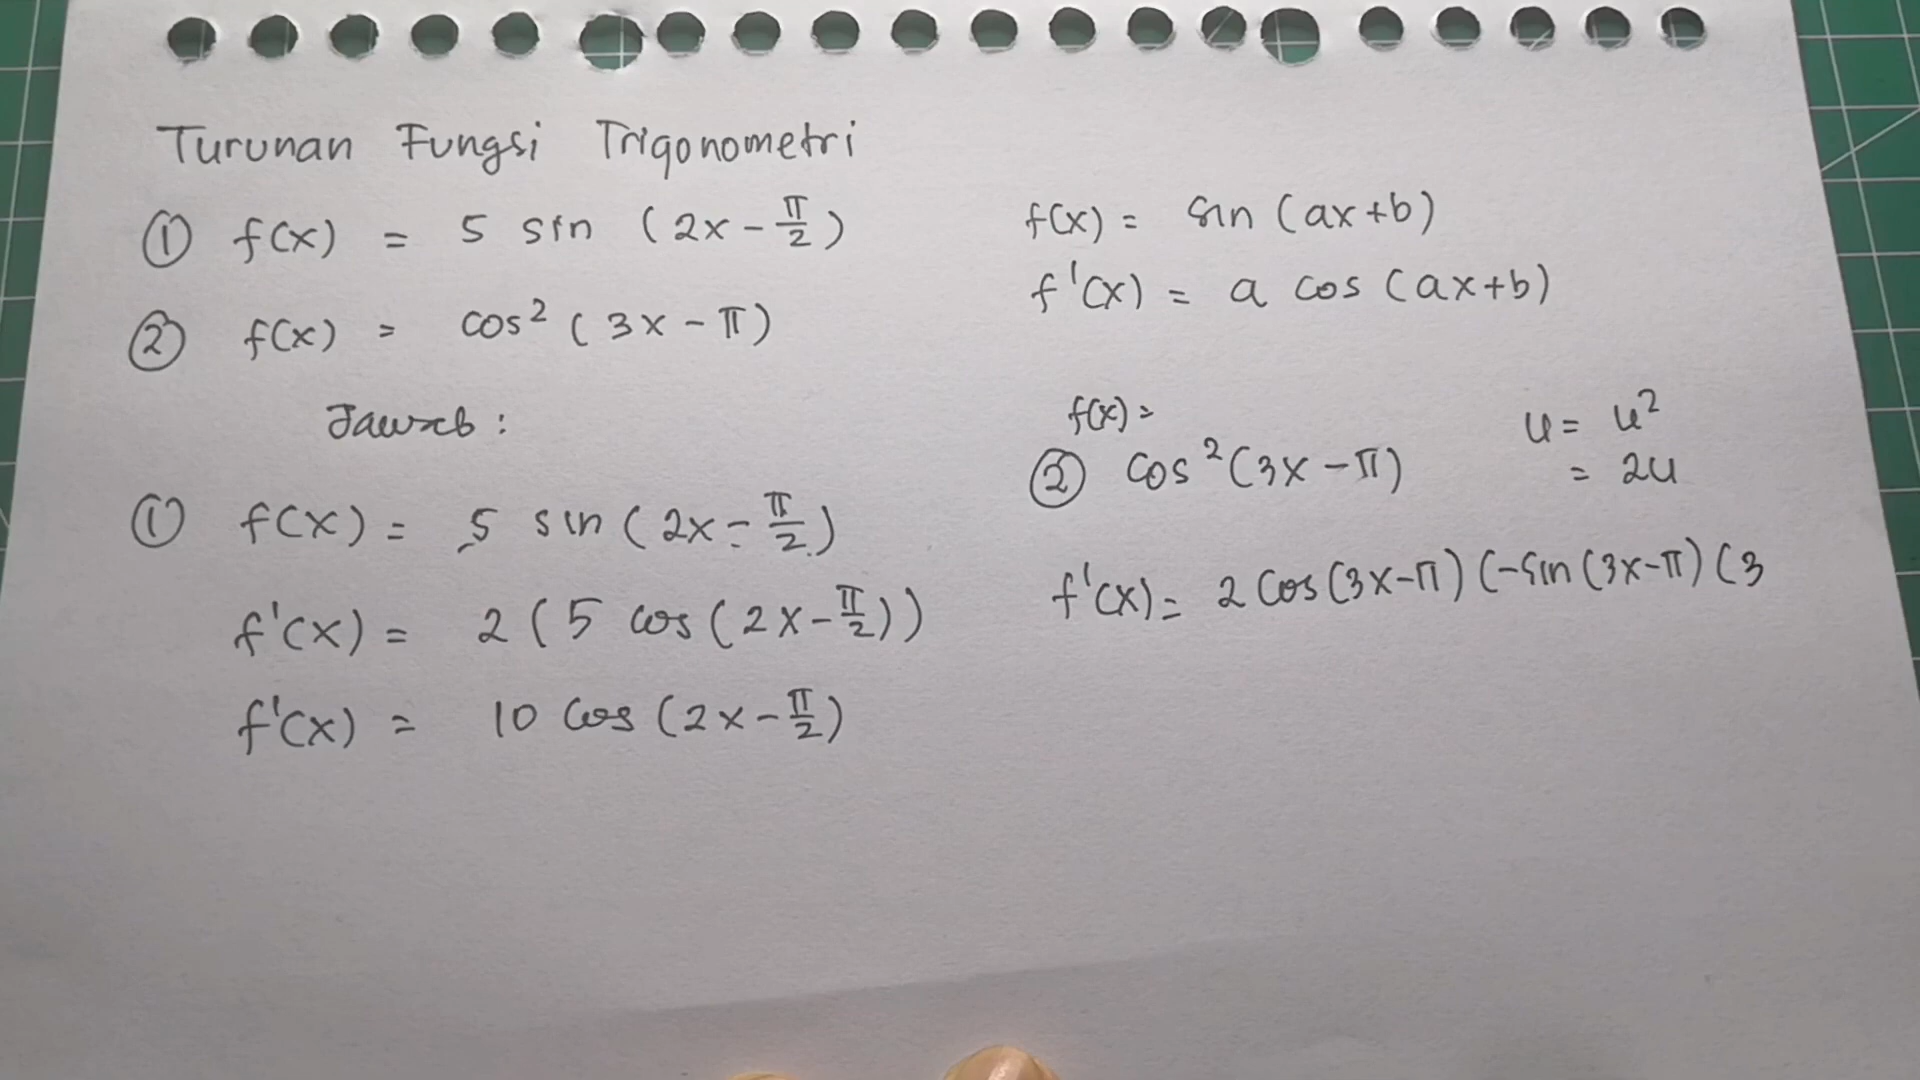 Turunan Fungsi Trigonometri
① f(x) = 5 sin (2x - π/2)
② f(x) = cos² (3x - π)
Jawab :
① f(x) = 5 sin (2x - π/2)
f'(x) = 2 (5 cos (2x - π/2))
f'(x) = 10 cos (2x - π/2)
f(x) = sin (ax+b)
f'(x) = a cos (ax+b)
f(x) =
② cos² (3x - π)
u = u²
= 2u
f'(x) = 2 cos (3x-π) (-sin (3x-π) (3